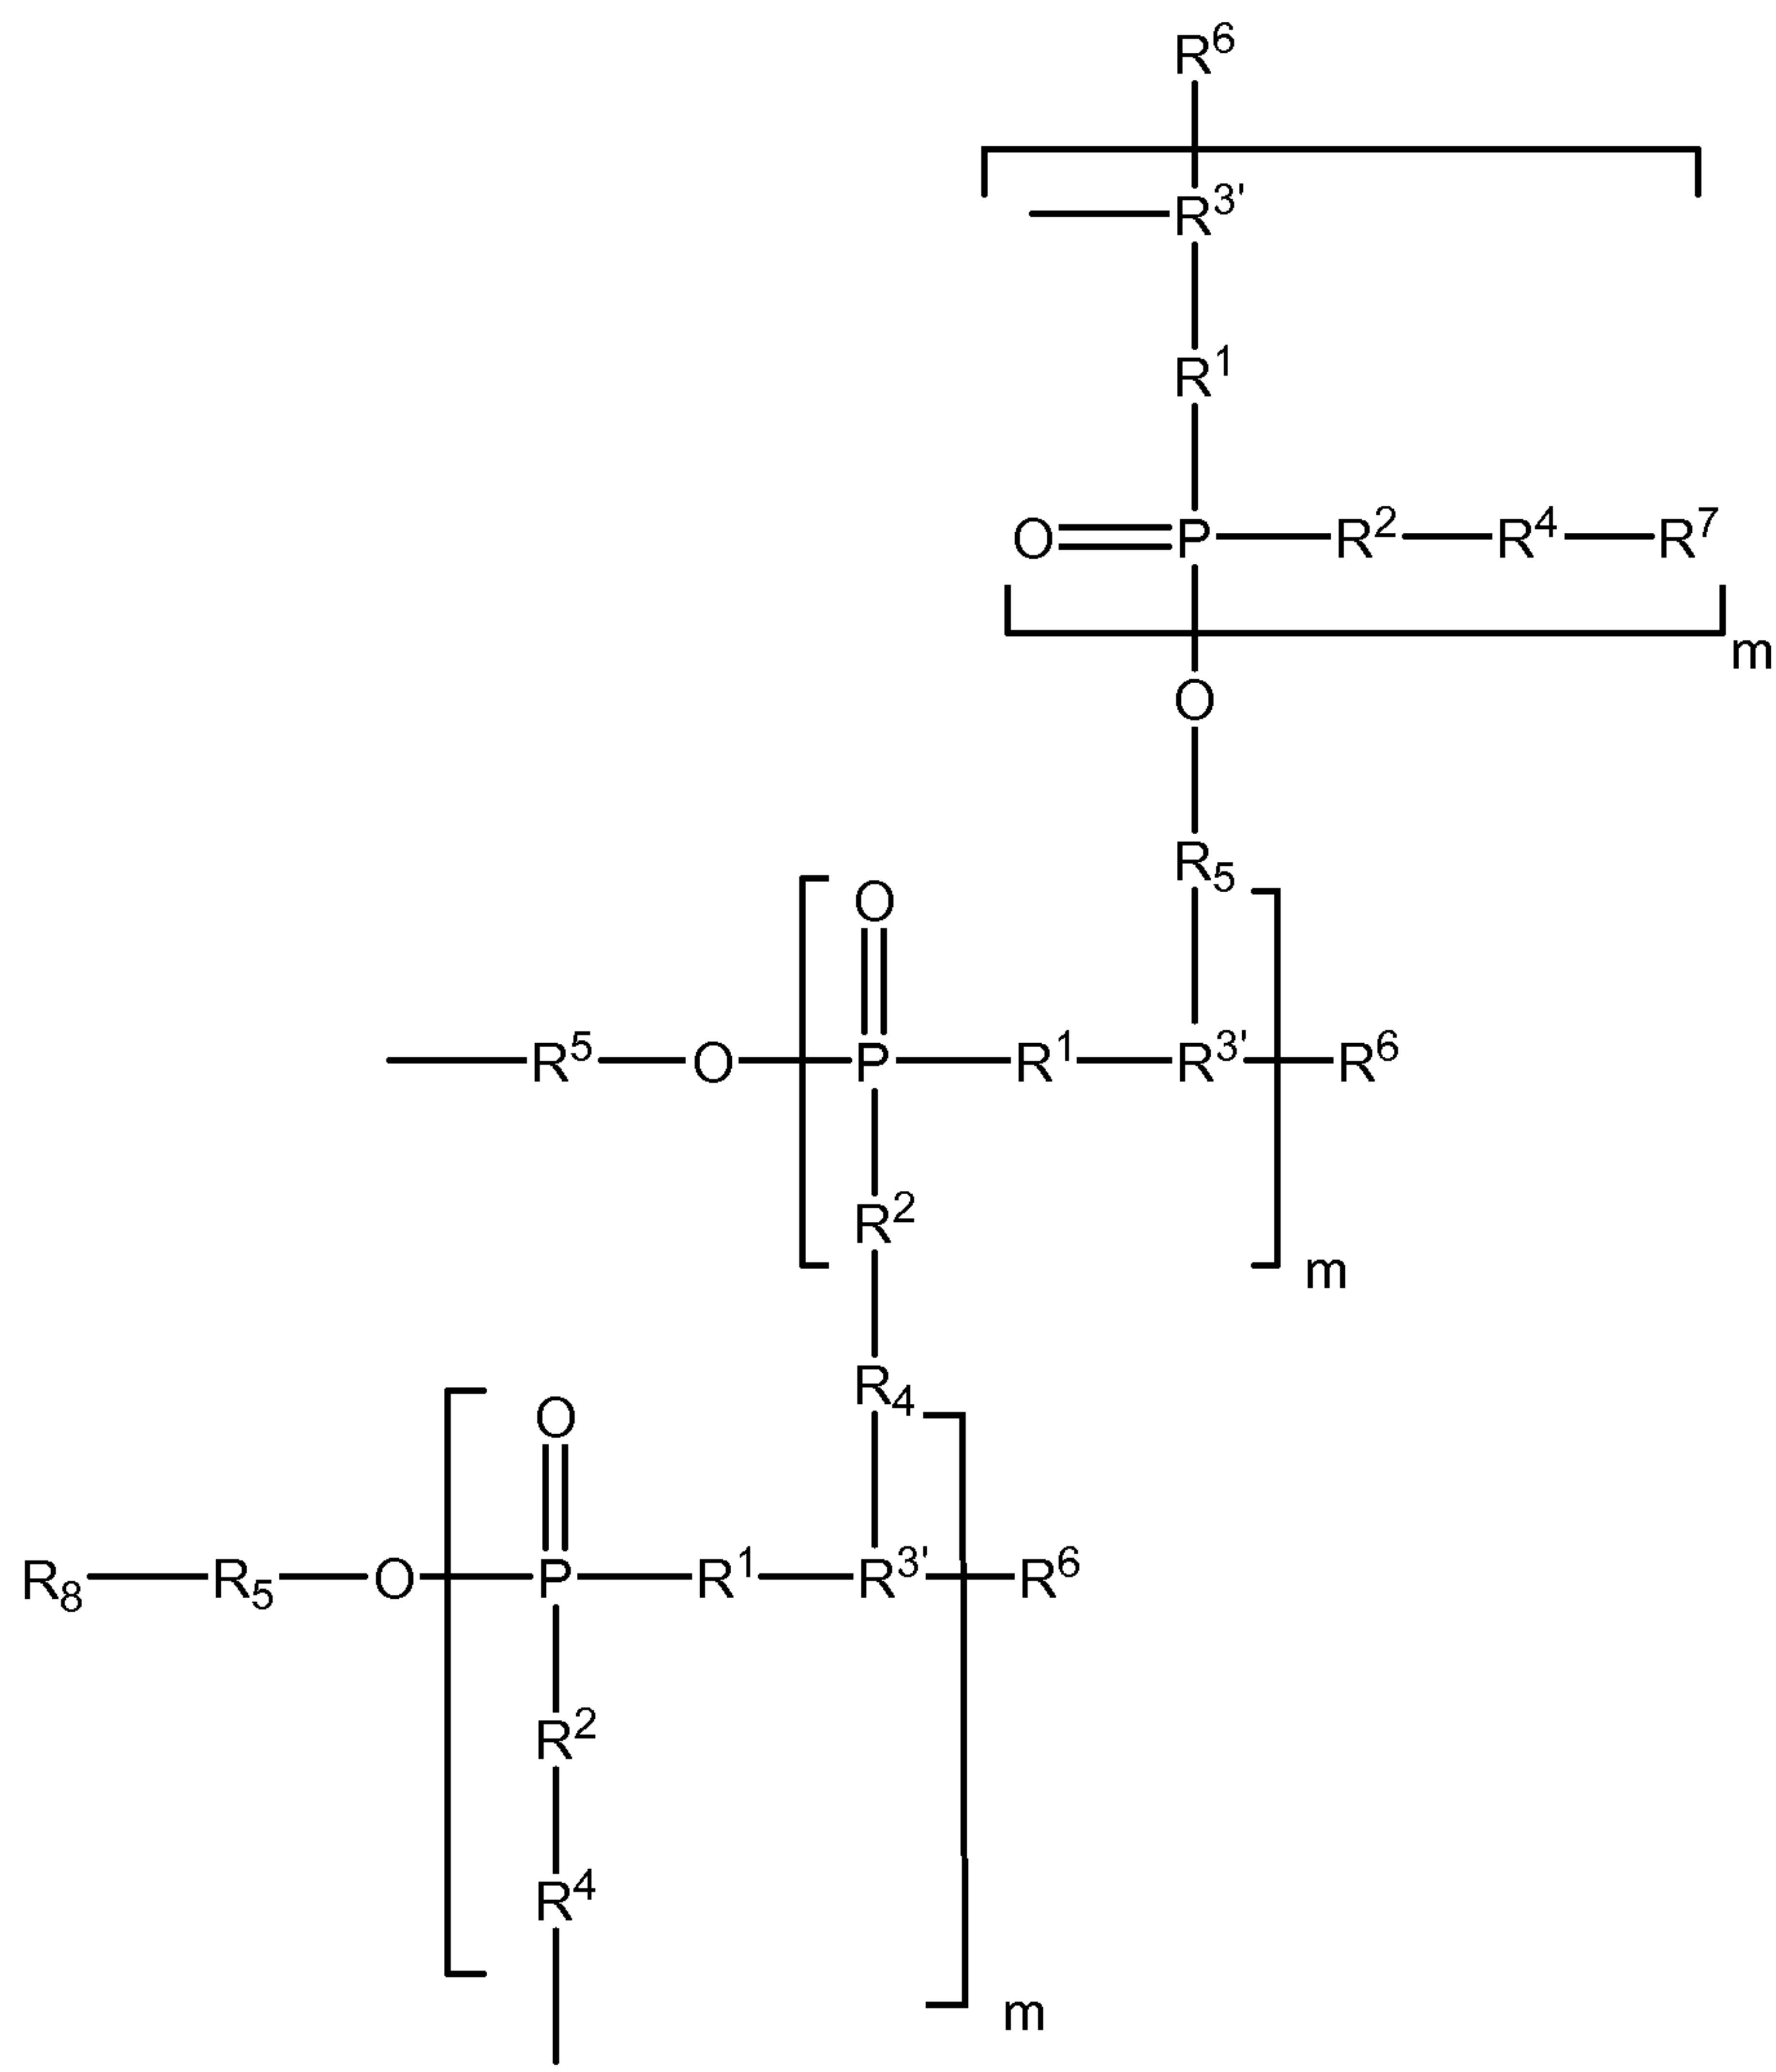 R⁶
R³'
R¹
O P R² R⁴ R⁷
m
O
R₅
O
R⁵ O P R¹ R³' R⁶
R²
m
R₄
O
R₈ R₅ O P R¹ R³' R⁶
R²
R⁴
m